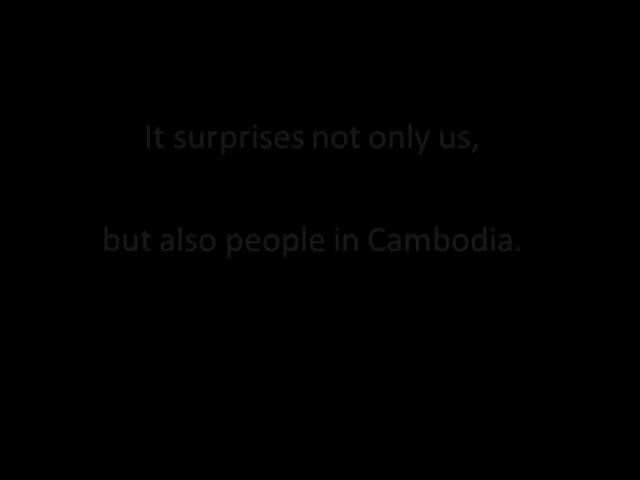 It surprises not only us,
but also people in Cambodia.